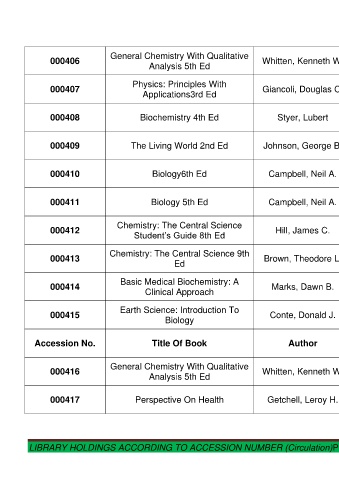 000406
General Chemistry With Qualitative
Analysis 5th Ed
Whitten, Kenneth W
000407
Physics: Principles With
Applications3rd Ed
Giancoli, Douglas C
000408
Biochemistry 4th Ed
Styer, Lubert
000409
The Living World 2nd Ed
Johnson, George B
000410
Biology6th Ed
Campbell, Neil A.
000411
Biology 5th Ed
Campbell, Neil A.
000412
Chemistry: The Central Science
Student's Guide 8th Ed
Hill, James C.
000413
Chemistry: The Central Science 9th
Ed
Brown, Theodore L
000414
Basic Medical Biochemistry: A
Clinical Approach
Marks, Dawn B.
000415
Earth Science: Introduction To
Biology
Conte, Donald J.
Accession No.
Title Of Book
Author
000416
General Chemistry With Qualitative
Analysis 5th Ed
Whitten, Kenneth W
000417
Perspective On Health
Getchell, Leroy H.
LIBRARY HOLDINGS ACCORDING TO ACCESSION NUMBER (Circulation)F